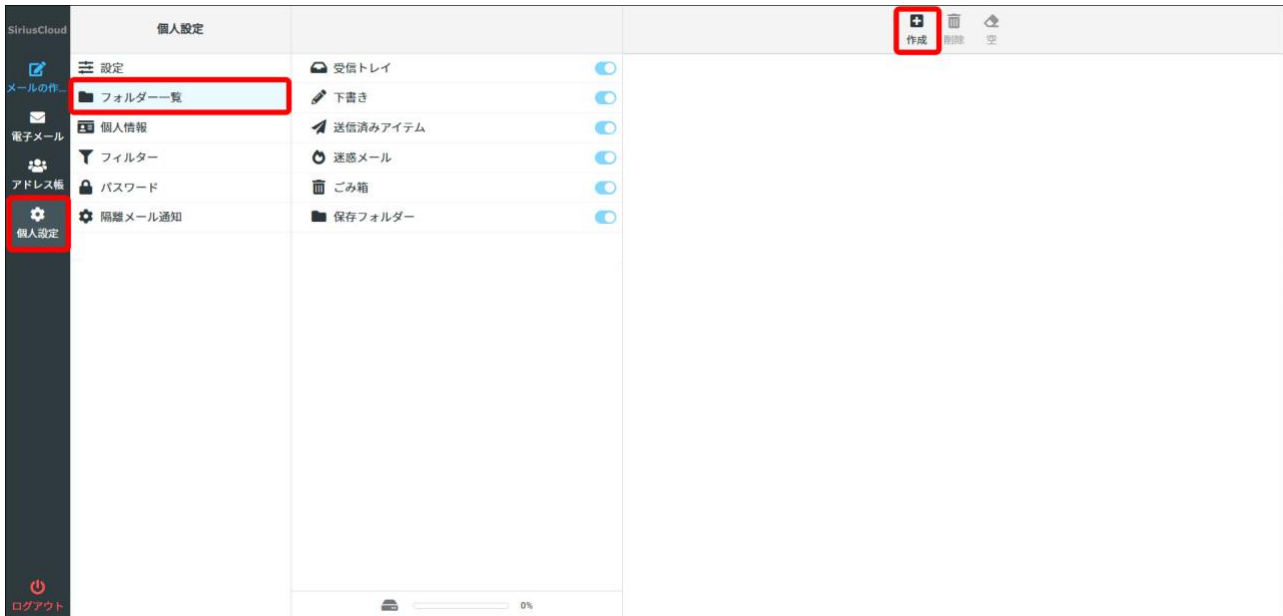 SiriusCloud
メールの作...
電子メール
アドレス帳
個人設定
ログアウト
個人設定
設定
フォルダー一覧
個人情報
フィルター
パスワード
隔離メール通知
受信トレイ
下書き
送信済みアイテム
迷惑メール
ごみ箱
保存フォルダー
0%
作成
削除
空